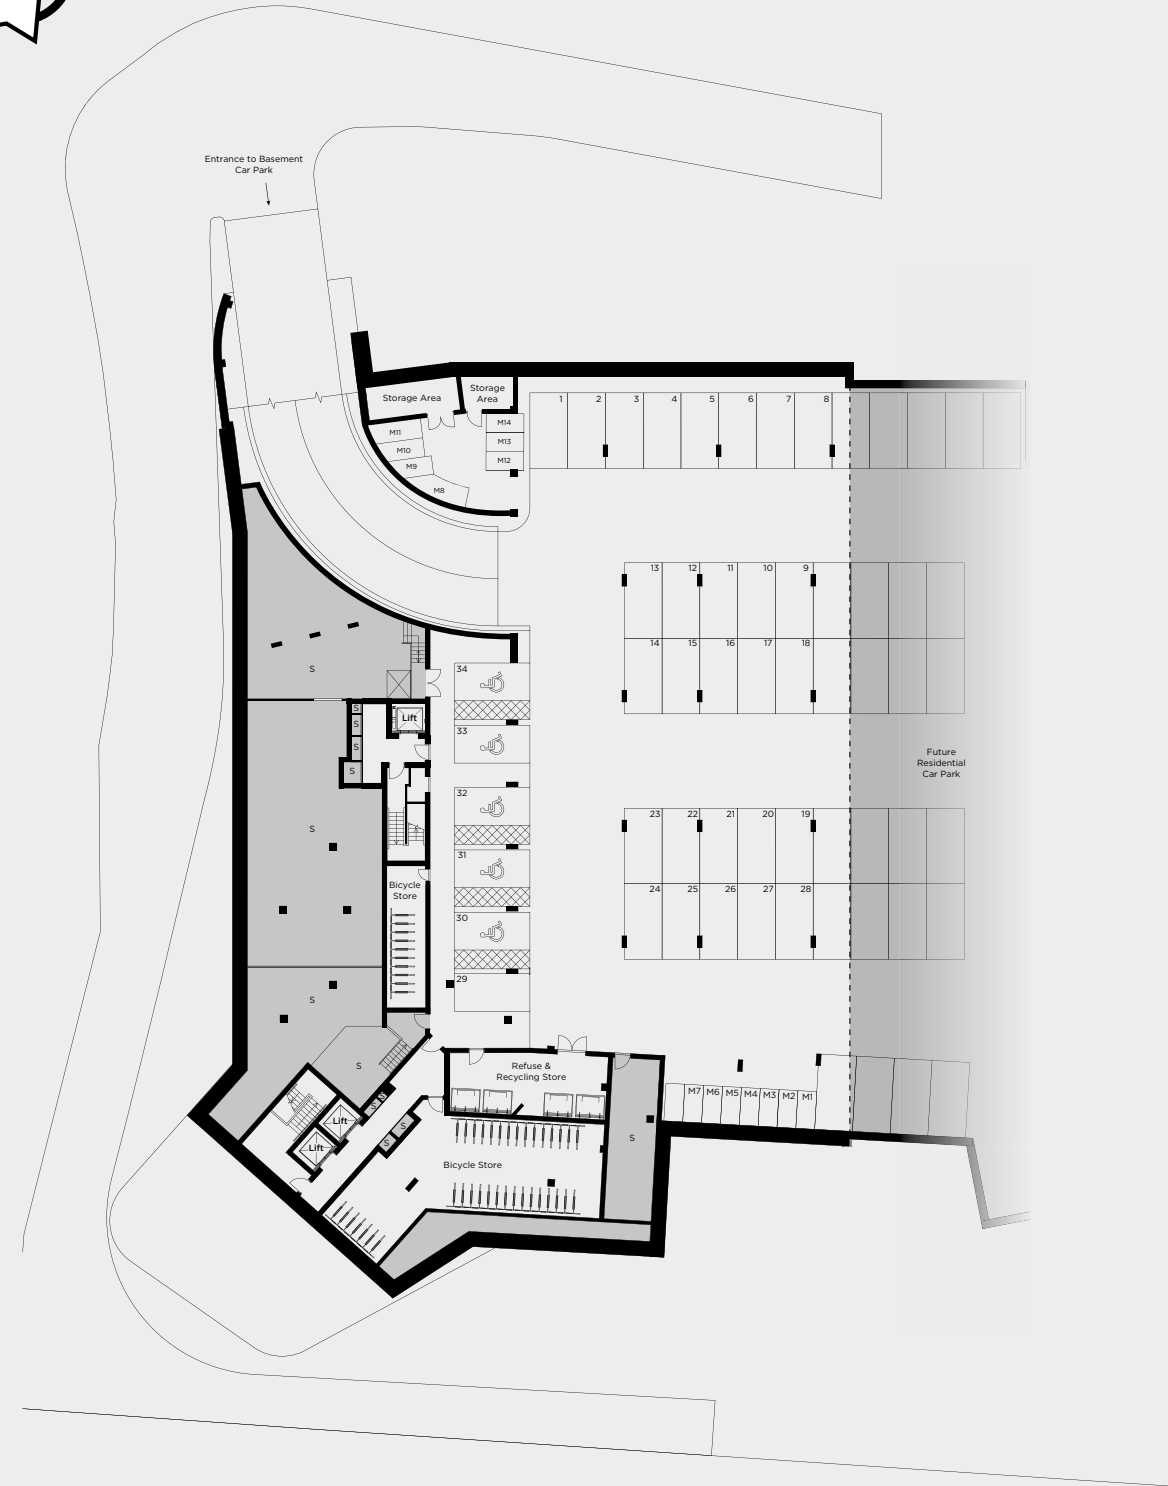 Entrance to Basement
Car Park
Storage Area
Storage
Area
M11
M10
M9
M8
M14
M13
M12
1 2 3 4 5 6 7 8
13 12 11 10 9
14 15 16 17 18
S
34
33
32
31
30
29
S
S
S
S
Lift
S
Bicycle
Store
Future
Residential
Car Park
23 22 21 20 19
24 25 26 27 28
S
S
Refuse &
Recycling Store
M7 M6 M5 M4 M3 M2 M1
S
S
Lift
Lift
S
S
S
Bicycle Store